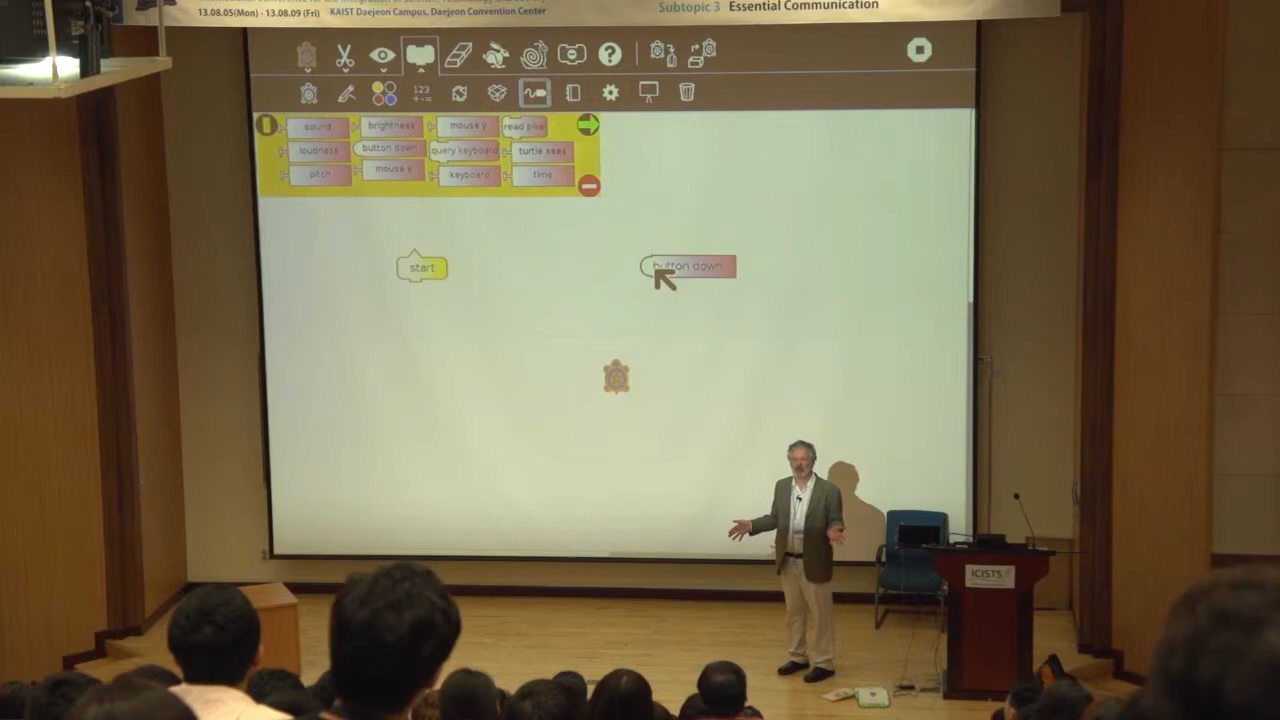 Subtopic 3 Essential Communication
13.08.05(Mon) - 13.08.09 (Fri) KAIST Daejeon Campus, Daejeon Convention Center
123
+-=
sound brightness mouse y read pixel
loudness button down query keyboard turtle sees
pitch mouse x keyboard time
start
button down
ICISTS